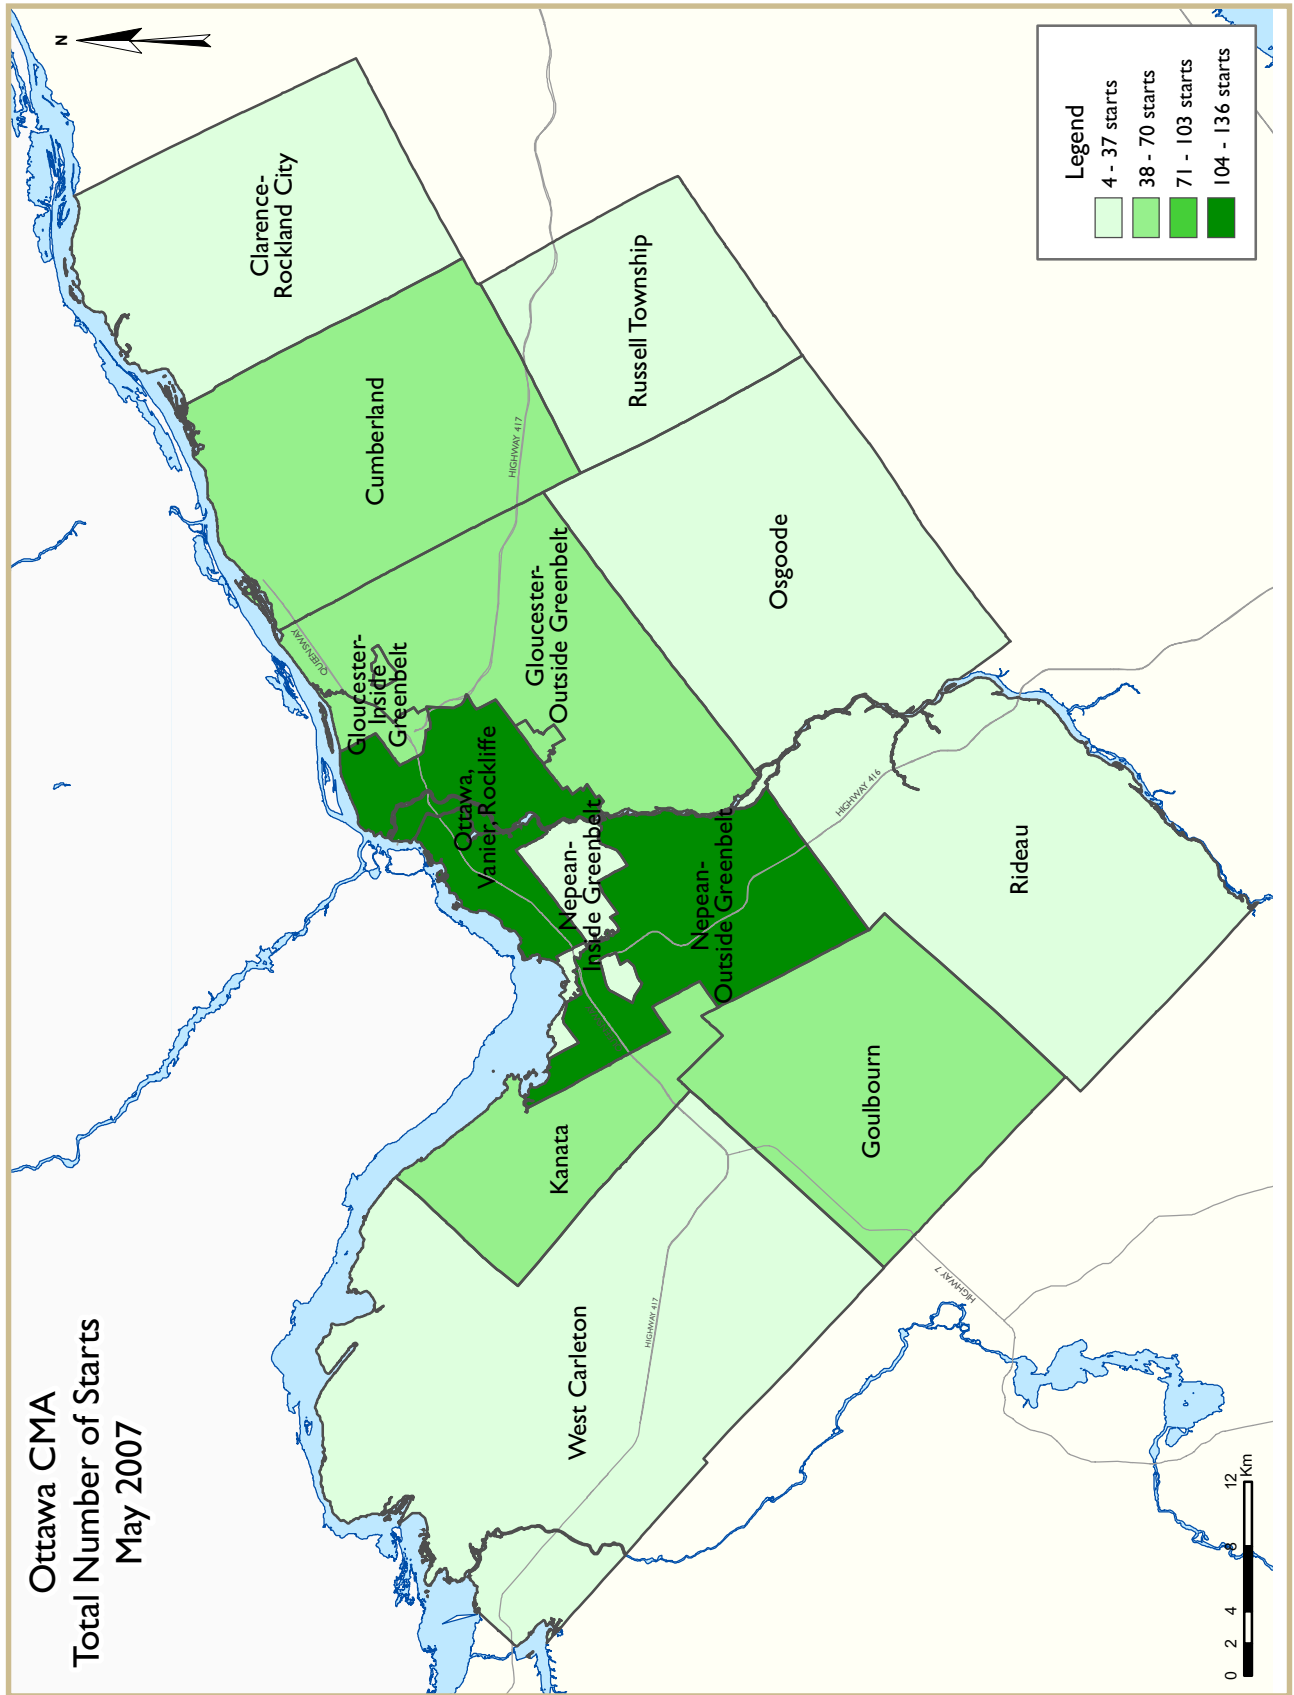 Ottawa CMA
Total Number of Starts
May 2007
N
Clarence-
Rockland City
Cumberland
Russell Township
HIGHWAY 417
QUEENSWAY
Gloucester-
Inside
Greenbelt
Gloucester-
Outside Greenbelt
Osgoode
Ottawa,
Vanier, Rockliffe
Nepean-
Inside Greenbelt
Nepean-
Outside Greenbelt
HIGHWAY 416
Rideau
Kanata
Goulbourn
West Carleton
HIGHWAY 417
HIGHWAY 7
Legend
4 - 37 starts
38 - 70 starts
71 - 103 starts
104 - 136 starts
0 2 4 8 12
Km